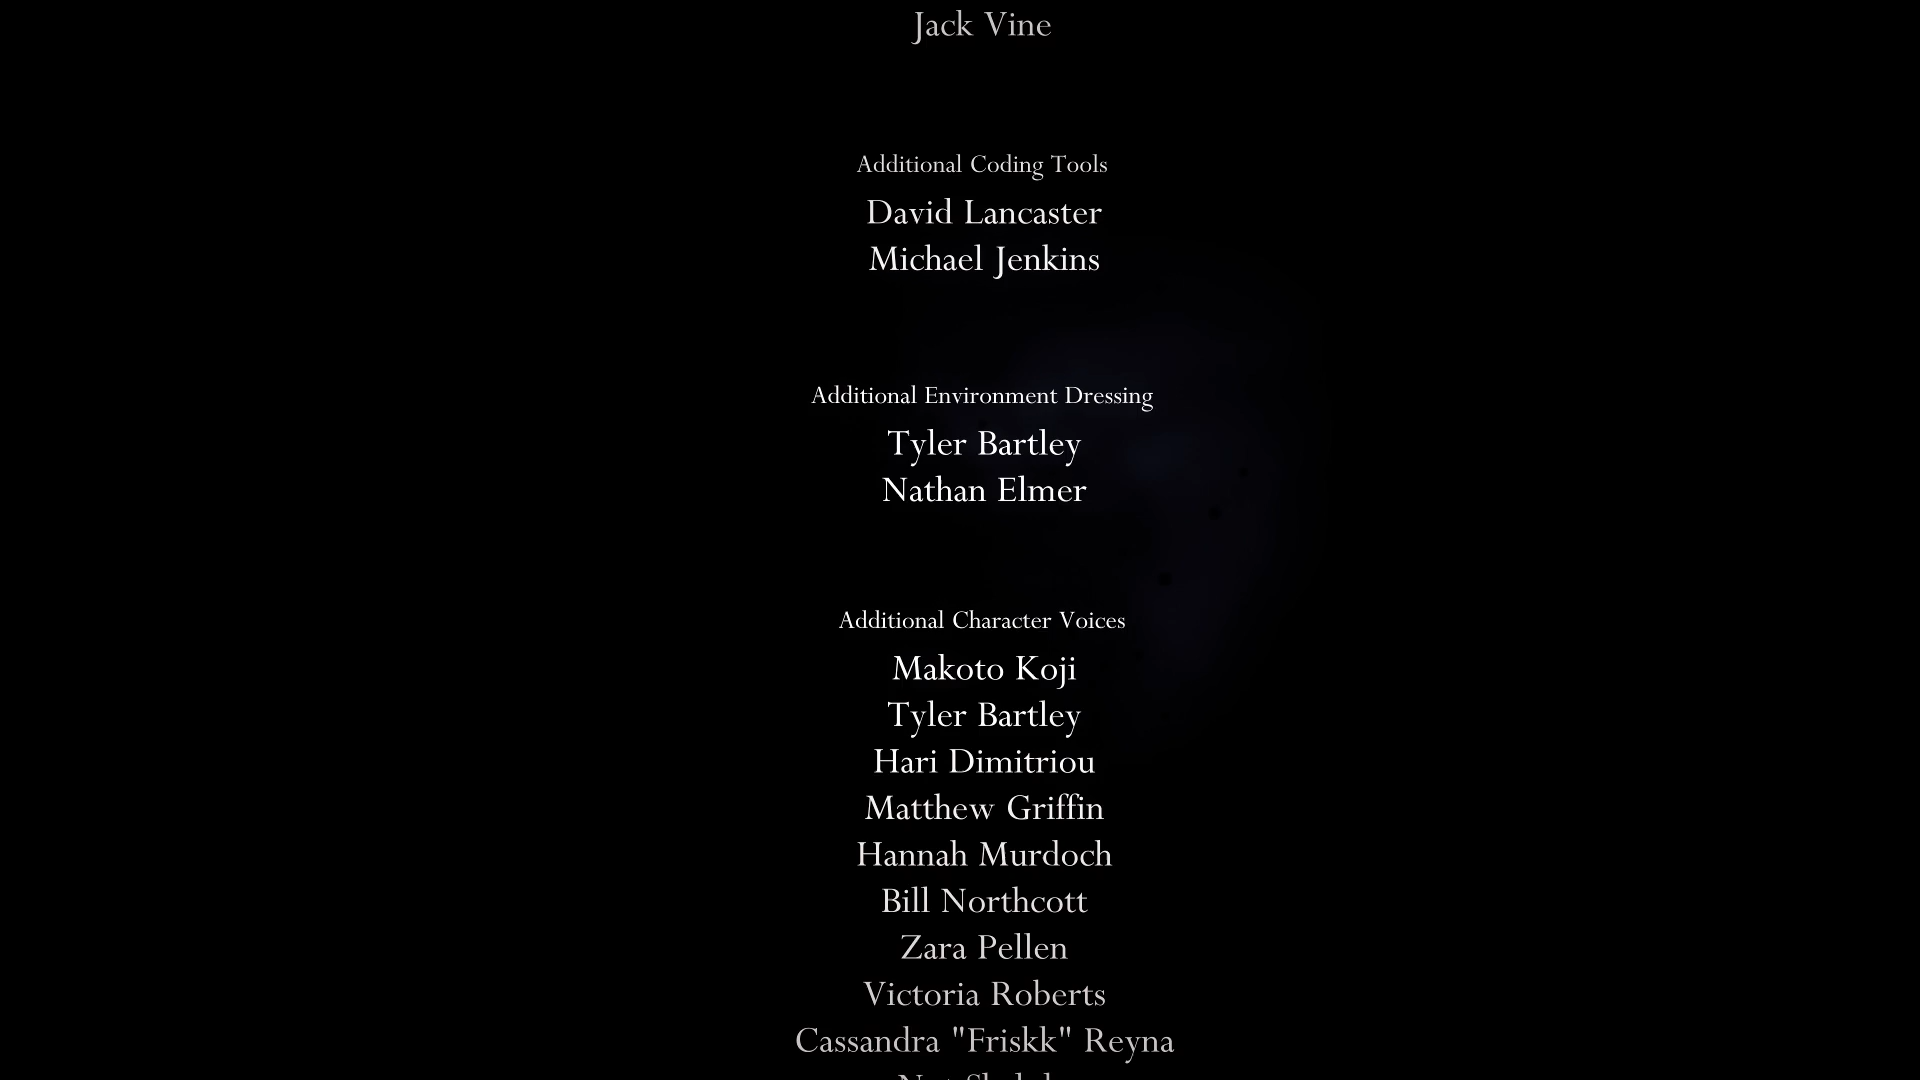 Jack Vine
Additional Coding Tools
David Lancaster
Michael Jenkins
Additional Environment Dressing
Tyler Bartley
Nathan Elmer
Additional Character Voices
Makoto Koji
Tyler Bartley
Hari Dimitriou
Matthew Griffin
Hannah Murdoch
Bill Northcott
Zara Pellen
Victoria Roberts
Cassandra "Friskk" Reyna